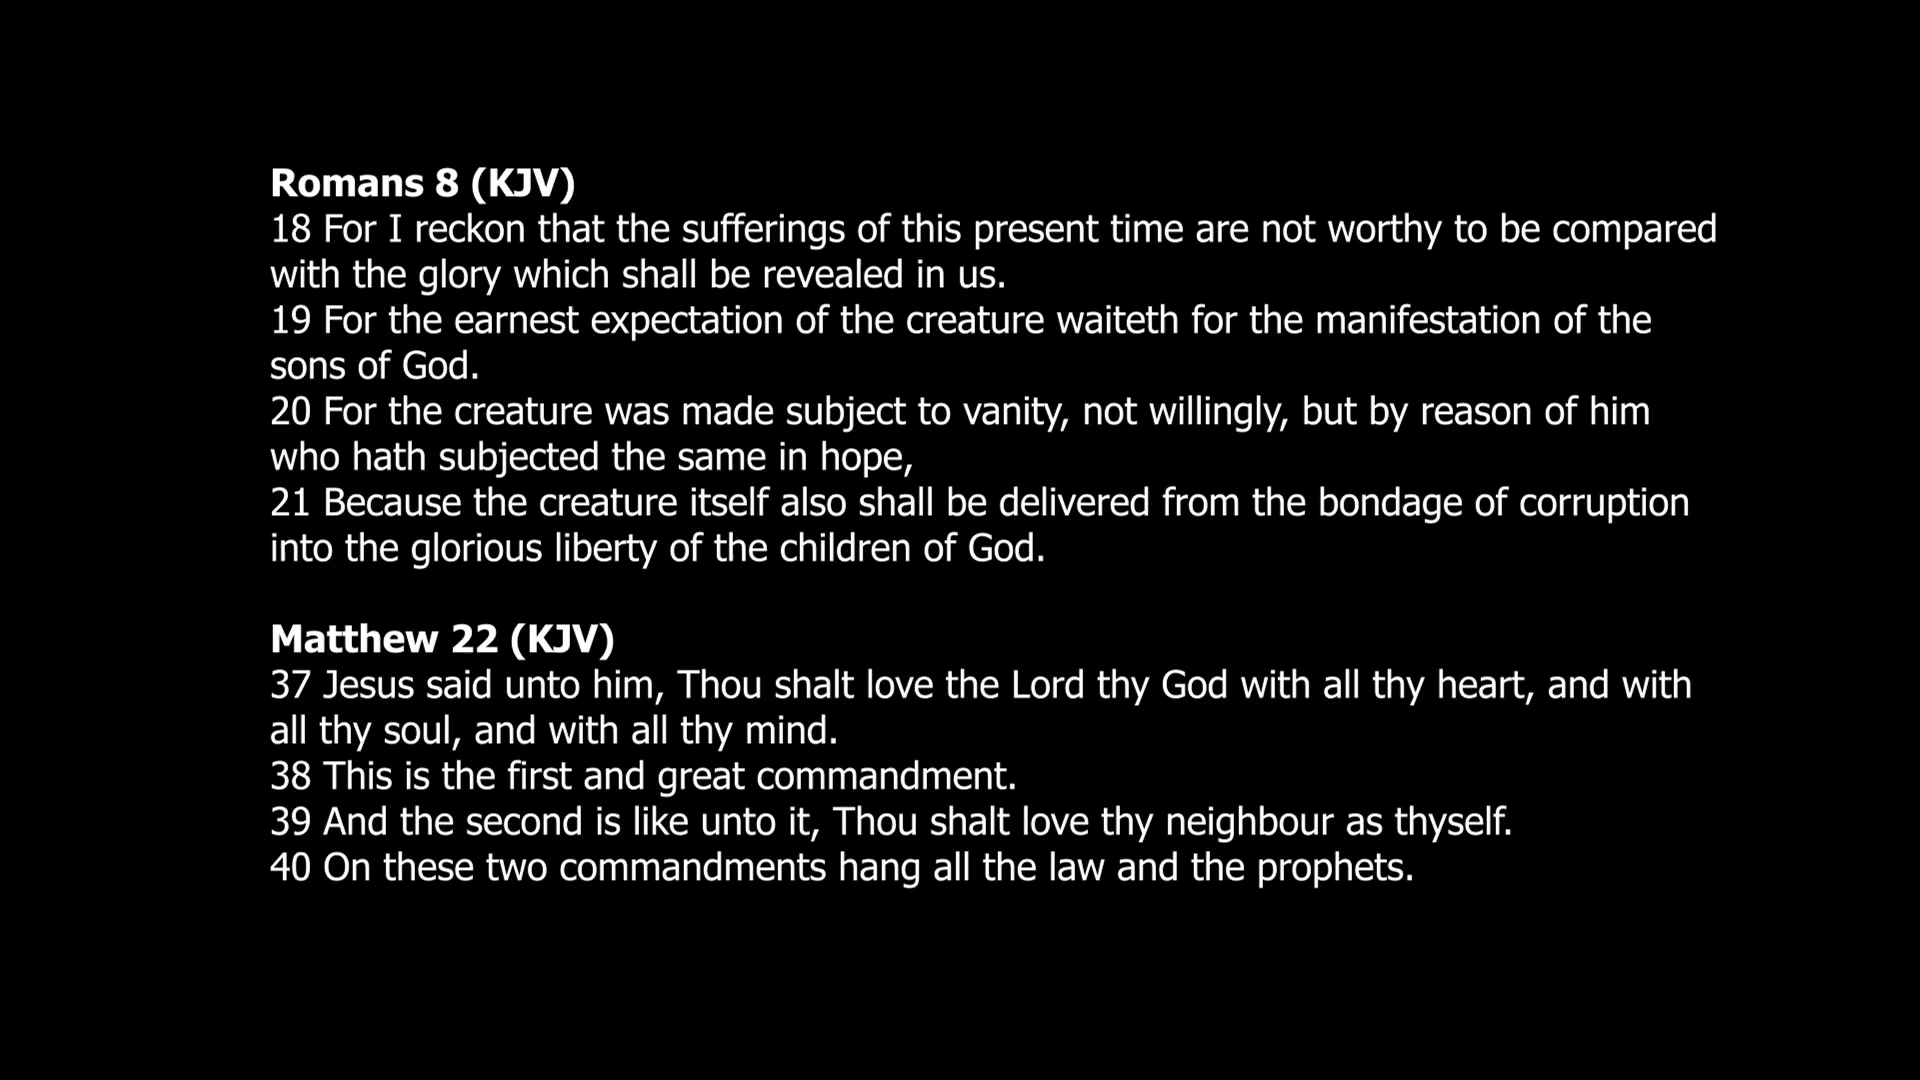 Romans 8 (KJV)
18 For I reckon that the sufferings of this present time are not worthy to be compared
with the glory which shall be revealed in us.
19 For the earnest expectation of the creature waiteth for the manifestation of the
sons of God.
20 For the creature was made subject to vanity, not willingly, but by reason of him
who hath subjected the same in hope,
21 Because the creature itself also shall be delivered from the bondage of corruption
into the glorious liberty of the children of God.
Matthew 22 (KJV)
37 Jesus said unto him, Thou shalt love the Lord thy God with all thy heart, and with
all thy soul, and with all thy mind.
38 This is the first and great commandment.
39 And the second is like unto it, Thou shalt love thy neighbour as thyself.
40 On these two commandments hang all the law and the prophets.